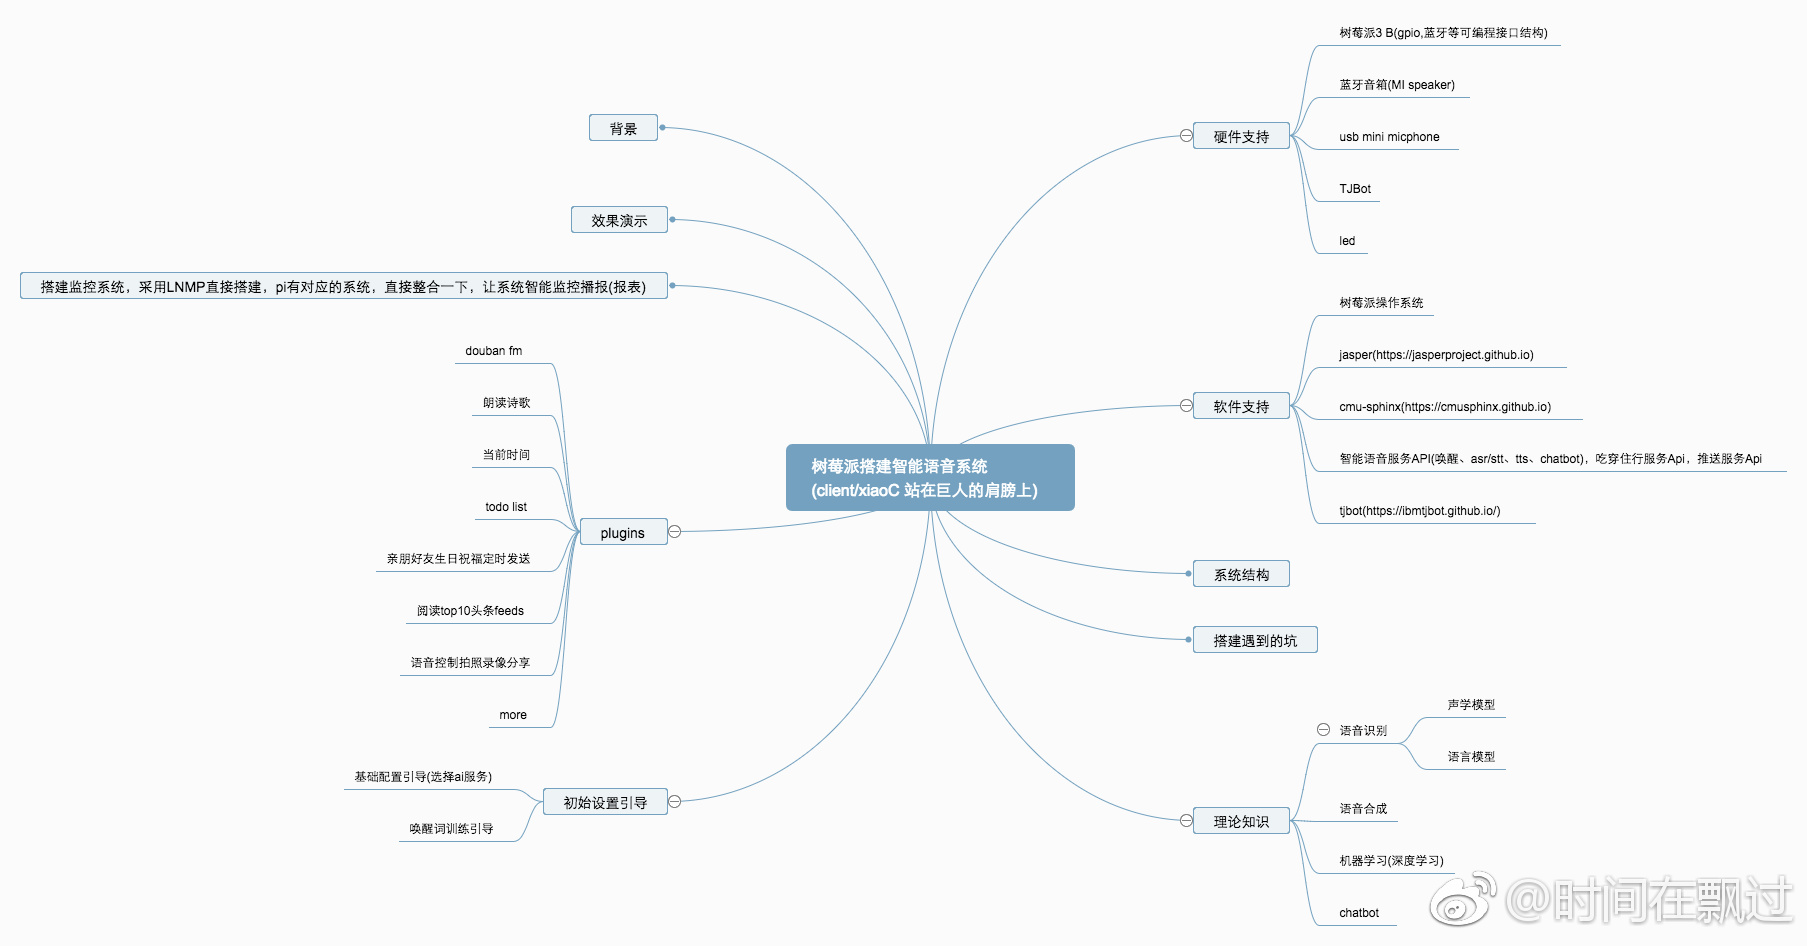 树莓派搭建智能语音系统
(client/xiaoC 站在巨人的肩膀上)
硬件支持
树莓派3 B(gpio,蓝牙等可编程接口结构)
蓝牙音箱(MI speaker)
usb mini micphone
TJBot
led
软件支持
树莓派操作系统
jasper(https://jasperproject.github.io)
cmu-sphinx(https://cmusphinx.github.io)
智能语音服务API(唤醒、asr/stt、tts、chatbot)，吃穿住行服务Api，推送服务Api
tjbot(https://ibmtjbot.github.io/)
系统结构
搭建遇到的坑
理论知识
语音识别
声学模型
语言模型
语音合成
机器学习(深度学习)
chatbot
背景
效果演示
搭建监控系统，采用LNMP直接搭建，pi有对应的系统，直接整合一下，让系统智能监控播报(报表)
plugins
douban fm
朗读诗歌
当前时间
todo list
亲朋好友生日祝福定时发送
阅读top10头条feeds
语音控制拍照录像分享
more
初始设置引导
基础配置引导(选择ai服务)
唤醒词训练引导
@时间在飘过